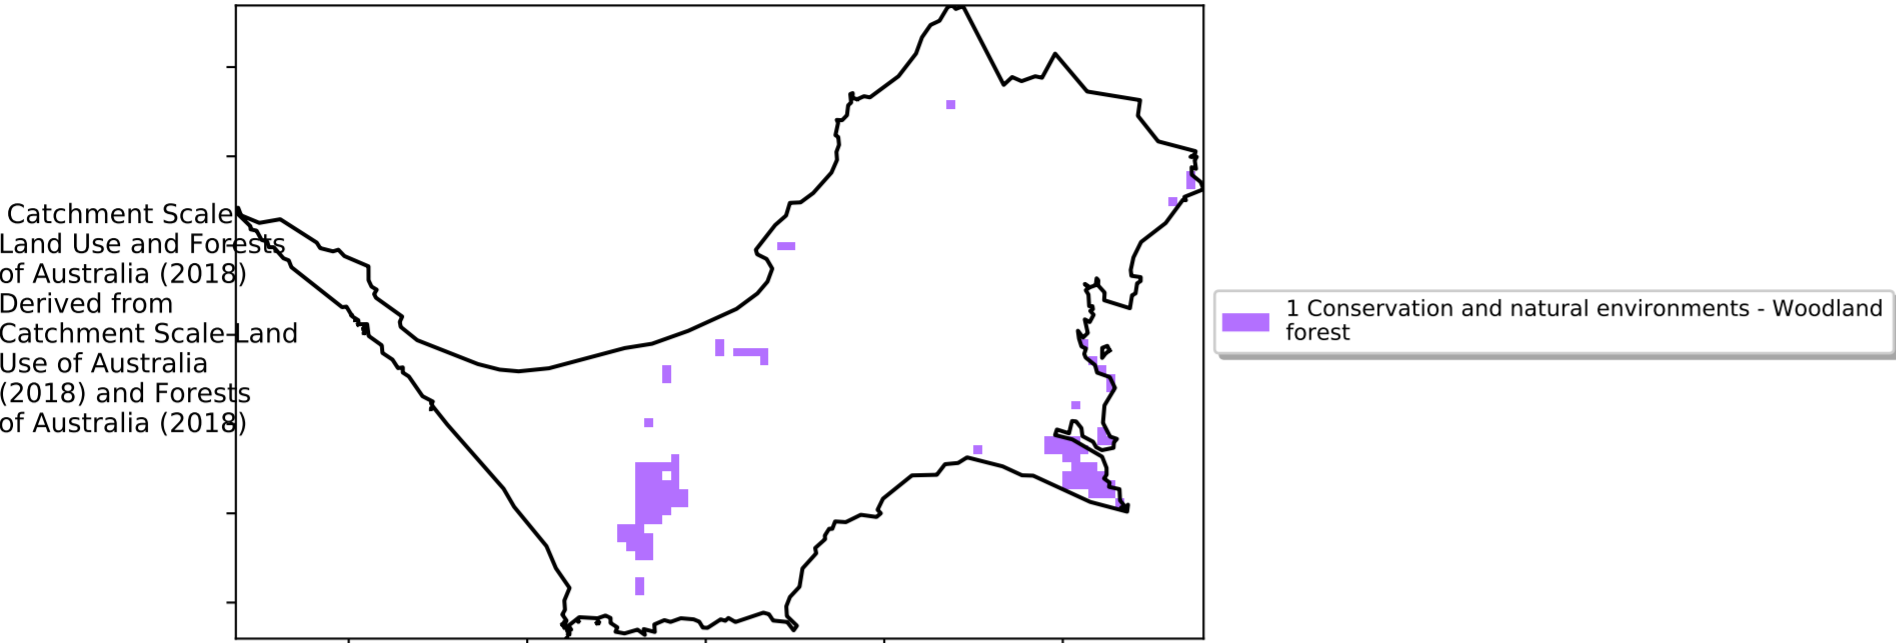 Catchment Scale
Land Use and Forests
of Australia (2018)
Derived from
Catchment Scale Land
Use of Australia
(2018) and Forests
of Australia (2018)
1 Conservation and natural environments - Woodland
forest